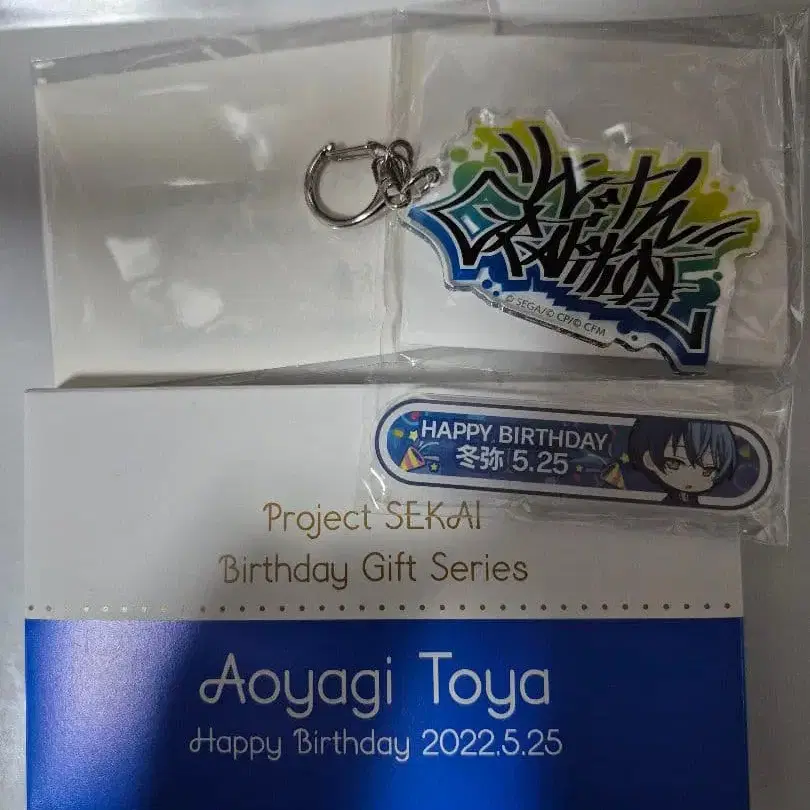 With
© SEGA/© CP/© CFM
HAPPY BIRTHDAY
冬弥 5.25
Project SEKAI
Birthday Gift Series
Aoyagi Toya
Happy Birthday 2022.5.25